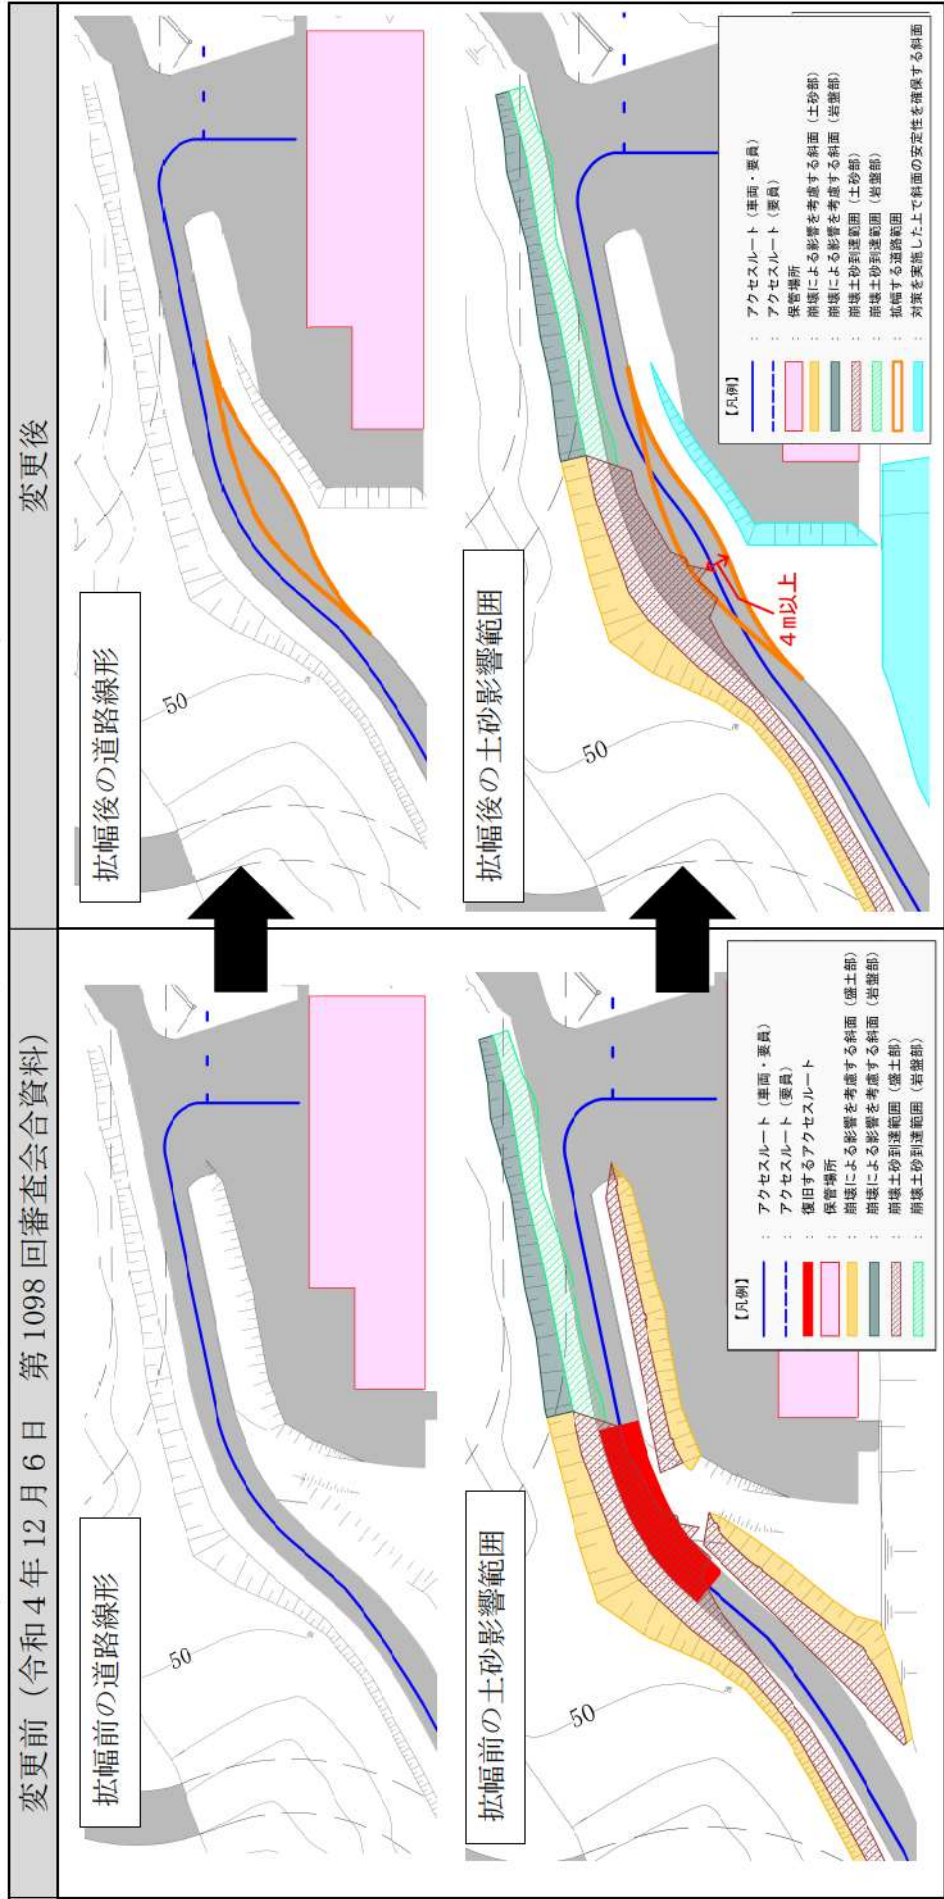 変更前（令和４年 12 月 6 日　第 1098 回審査会合資料）
変更後
拡幅前の道路線形
50
拡幅後の道路線形
50
拡幅前の土砂影響範囲
50
【凡例】
： アクセスルート（車両・要員）
： アクセスルート（要員）
： 復旧するアクセスルート
： 保管場所
： 崩壊による影響を考慮する斜面（盛土部）
： 崩壊による影響を考慮する斜面（岩盤部）
： 崩壊土砂到達範囲（盛土部）
： 崩壊土砂到達範囲（岩盤部）
拡幅後の土砂影響範囲
50
４ｍ以上
【凡例】
： アクセスルート（車両・要員）
： アクセスルート（要員）
： 保管場所
： 崩壊による影響を考慮する斜面（土砂部）
： 崩壊による影響を考慮する斜面（岩盤部）
： 崩壊土砂到達範囲（土砂部）
： 崩壊土砂到達範囲（岩盤部）
： 拡幅する道路範囲
： 対策を実施した上で斜面の安定性を確保する斜面